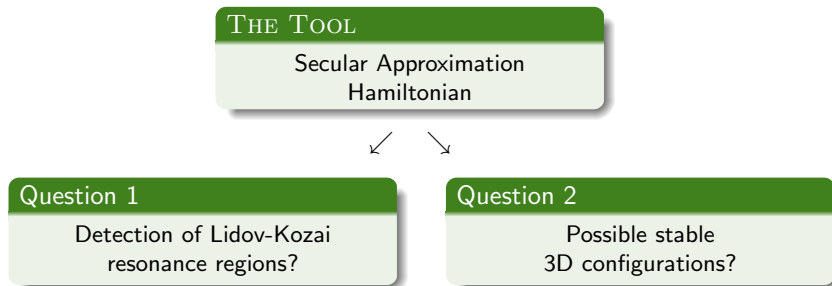 THE TOOL
Secular Approximation
Hamiltonian
Question 1
Detection of Lidov-Kozai
resonance regions?
Question 2
Possible stable
3D configurations?